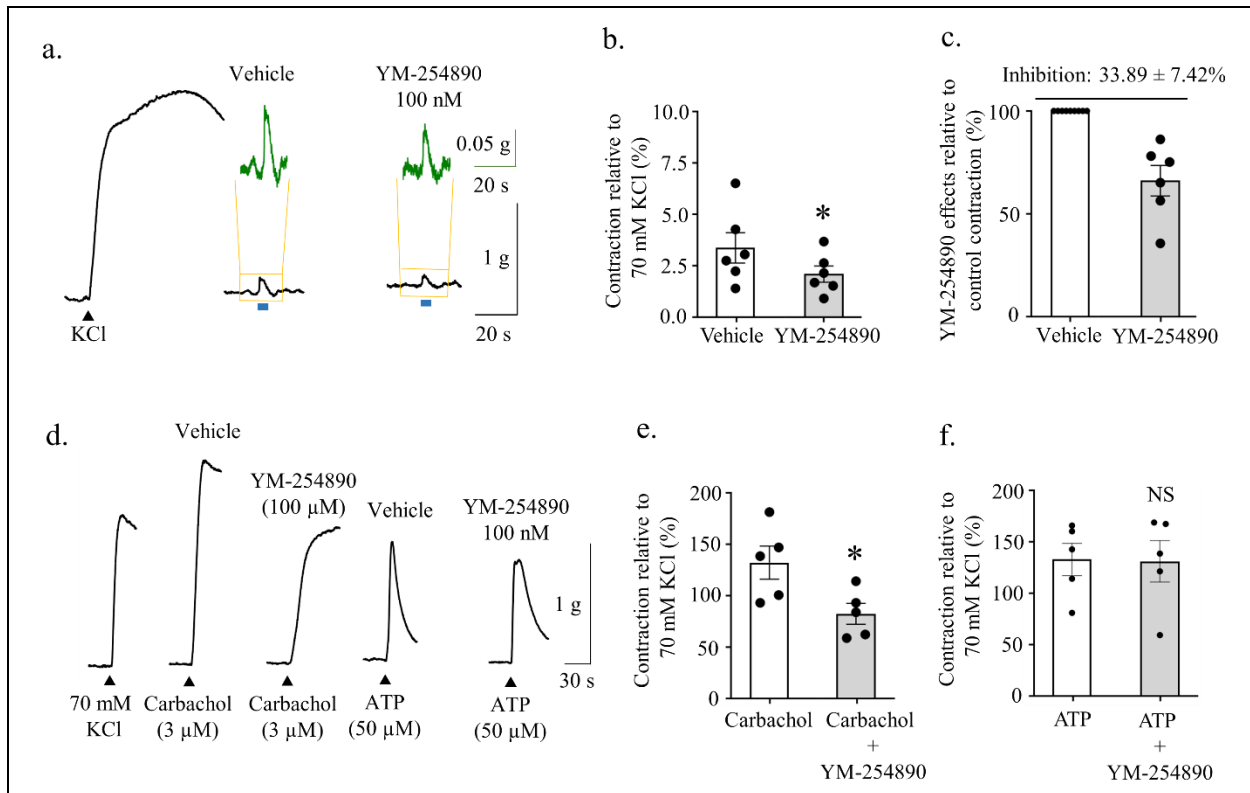 a.
Vehicle
YM-254890
100 nM
0.05 g
20 s
1 g
20 s
KCl
b.
Contraction relative to
70 mM KCl (%)
10.0
7.5
5.0
2.5
0.0
*
Vehicle
YM-254890
c.
Inhibition: 33.89 ± 7.42%
YM-254890 effects relative to
control contraction (%)
100
50
0
Vehicle
YM-254890
d.
Vehicle
YM-254890
(100 µM)
Vehicle
YM-254890
100 nM
1 g
30 s
70 mM
KCl
Carbachol
(3 µM)
Carbachol
(3 µM)
ATP
(50 µM)
ATP
(50 µM)
e.
Contraction relative to
70 mM KCl (%)
200
150
100
50
0
*
Carbachol
Carbachol
+
YM-254890
f.
Contraction relative to
70 mM KCl (%)
200
150
100
50
0
NS
ATP
ATP
+
YM-254890